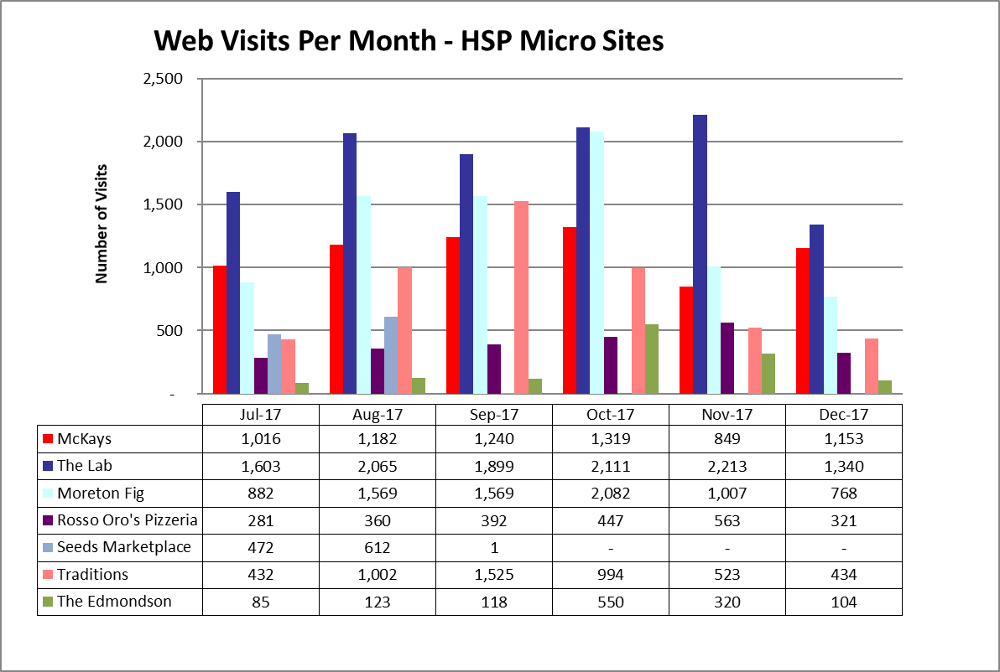 Web Visits Per Month - HSP Micro Sites
2,500
2,000
1,500
1,000
500
-
Number of Visits
Jul-17 Aug-17 Sep-17 Oct-17 Nov-17 Dec-17
McKays 1,016 1,182 1,240 1,319 849 1,153
The Lab 1,603 2,065 1,899 2,111 2,213 1,340
Moreton Fig 882 1,569 1,569 2,082 1,007 768
Rosso Oro's Pizzeria 281 360 392 447 563 321
Seeds Marketplace 472 612 1 - - -
Traditions 432 1,002 1,525 994 523 434
The Edmondson 85 123 118 550 320 104